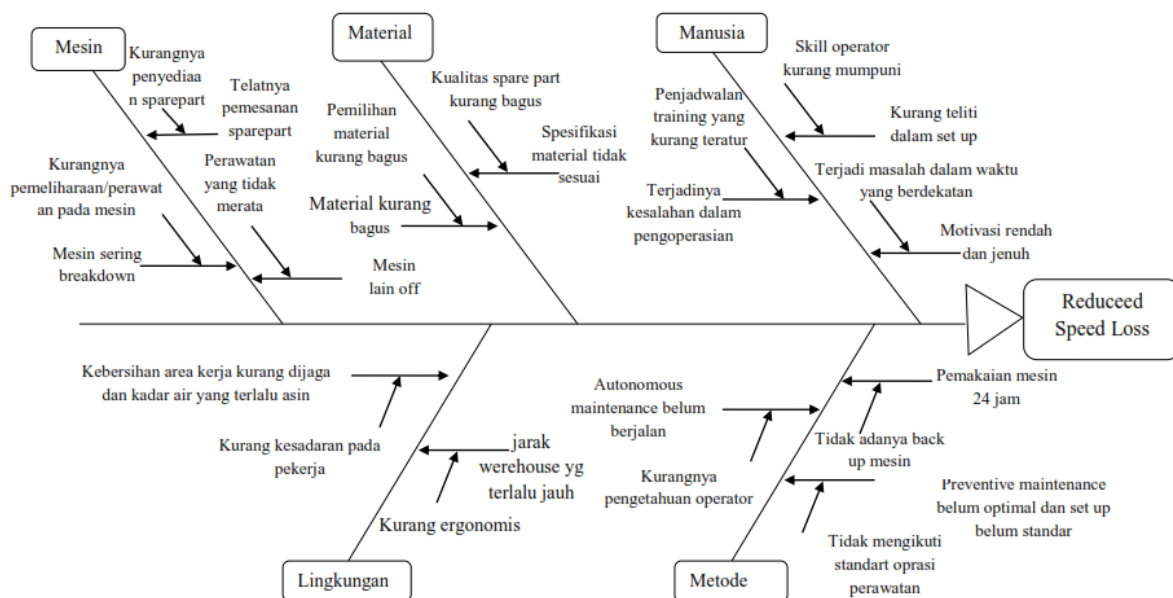 Mesin
Kurangnya
penyediaa
n sparepart
Telatnya
pemesanan
sparepart
Kurangnya
pemeliharaan/perawat
an pada mesin
Perawatan
yang tidak
merata
Mesin sering
breakdown
Mesin
lain off
Material
Kualitas spare part
kurang bagus
Pemilihan
material
kurang bagus
Spesifikasi
material tidak
sesuai
Material kurang
bagus
Manusia
Skill operator
kurang mumpuni
Penjadwalan
training yang
kurang teratur
Kurang teliti
dalam set up
Terjadi masalah dalam waktu
yang berdekatan
Terjadinya
kesalahan dalam
pengoperasian
Motivasi rendah
dan jenuh
Reduceed
Speed Loss
Kebersihan area kerja kurang dijaga
dan kadar air yang terlalu asin
Kurang kesadaran pada
pekerja
jarak
werehouse yg
terlalu jauh
Kurang ergonomis
Lingkungan
Autonomous
maintenance belum
berjalan
Pemakaian mesin
24 jam
Tidak adanya back
up mesin
Kurangnya
pengetahuan operator
Preventive maintenance
belum optimal dan set up
belum standar
Tidak mengikuti
standart oprasi
perawatan
Metode